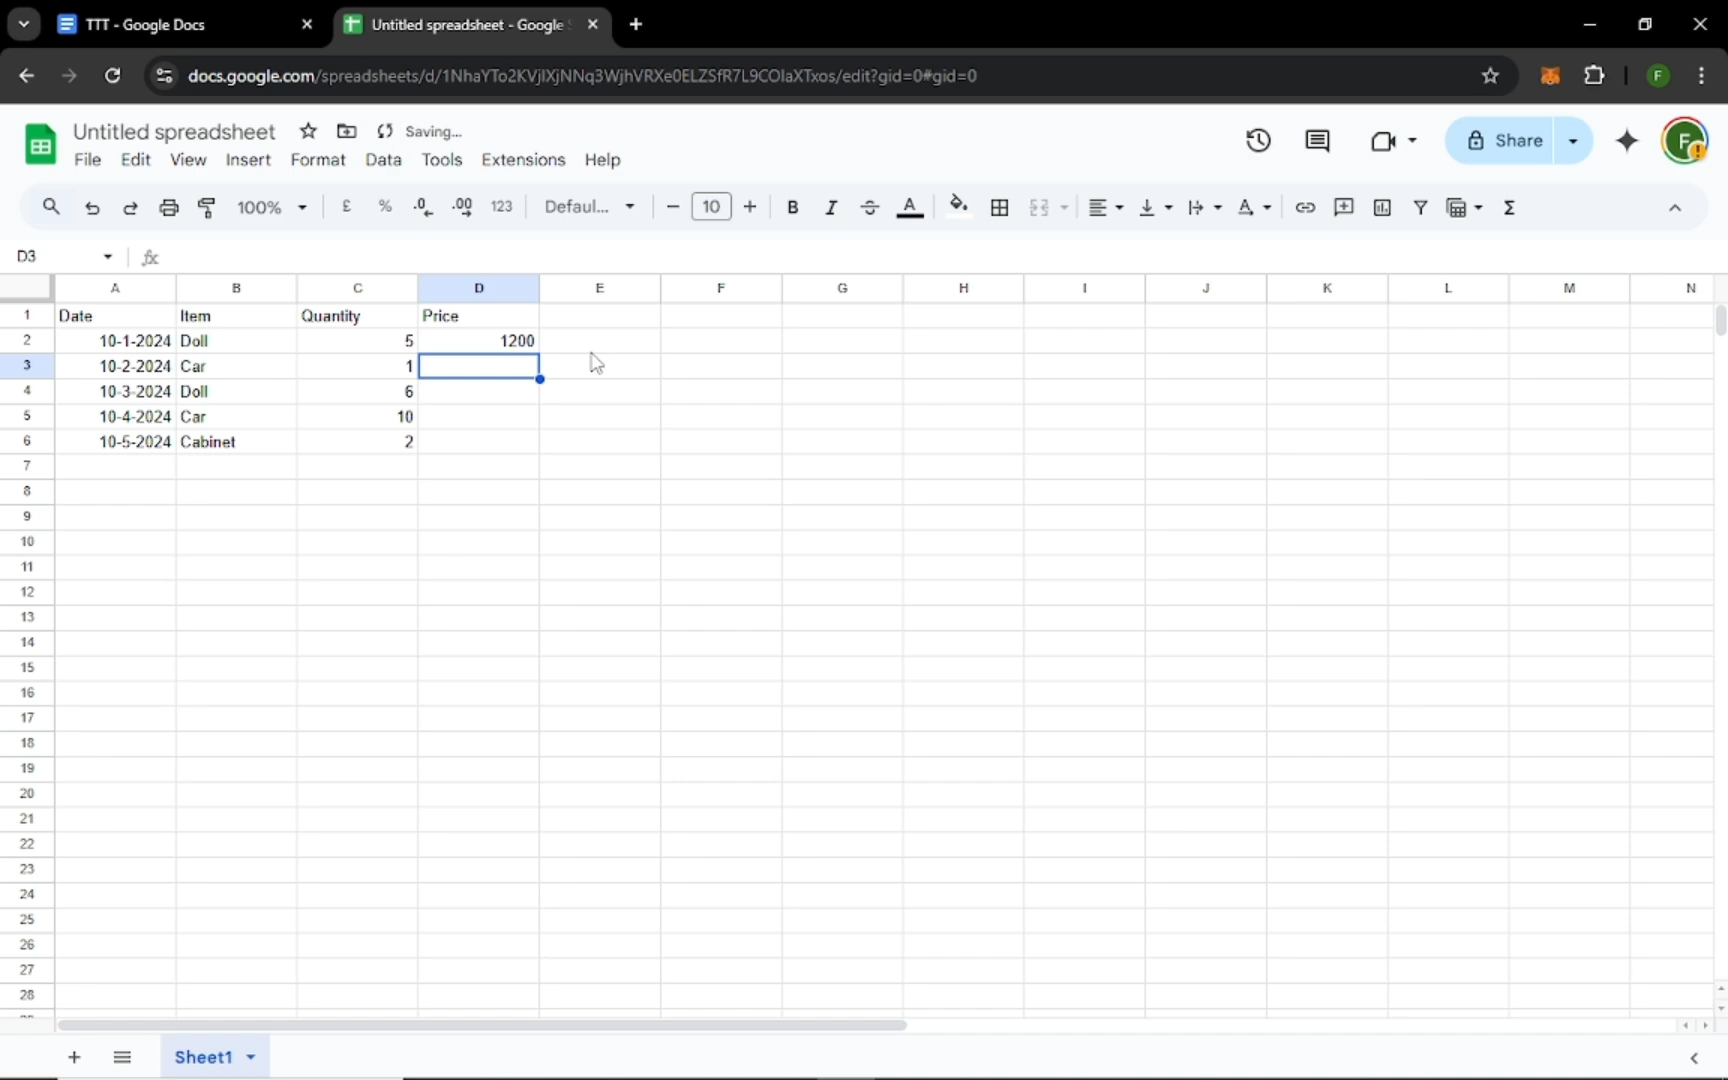 TTT - Google Docs
Untitled spreadsheet - Google S
docs.google.com/spreadsheets/d/1NhaYTo2KVjIXjNNq3WjhVRXe0ELZSfR7L9COlaXTxos/edit?gid=0#gid=0
F
Untitled spreadsheet
Saving...
File Edit View Insert Format Data Tools Extensions Help
Share
F
100% £ % .0 .00 123 Defaul... 10 B I S A A Σ
D3
fx
A B C D E F G H I J K L M N
1 Date Item Quantity Price
2 10-1-2024 Doll 5 1200
3 10-2-2024 Car 1
4 10-3-2024 Doll 6
5 10-4-2024 Car 10
6 10-5-2024 Cabinet 2
7
8
9
10
11
12
13
14
15
16
17
18
19
20
21
22
23
24
25
26
27
28
Sheet1